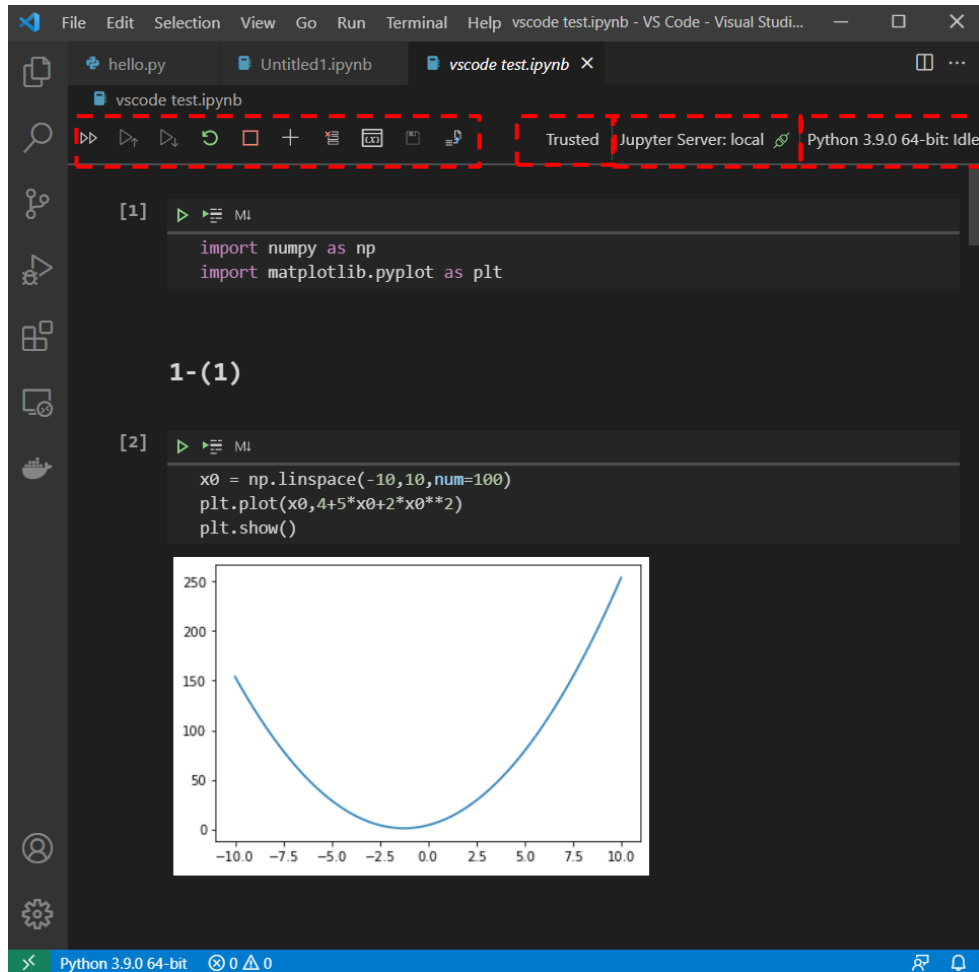 File Edit Selection View Go Run Terminal Help vscode test.ipynb - VS Code - Visual Studi...
hello.py Untitled1.ipynb vscode test.ipynb
vscode test.ipynb
Trusted Jupyter Server: local Python 3.9.0 64-bit: Idle
[1] M↓
import numpy as np
import matplotlib.pyplot as plt
1-(1)
[2] M↓
x0 = np.linspace(-10,10,num=100)
plt.plot(x0,4+5*x0+2*x0**2)
plt.show()
250
200
150
100
50
0
−10.0 −7.5 −5.0 −2.5 0.0 2.5 5.0 7.5 10.0
Python 3.9.0 64-bit 0 0